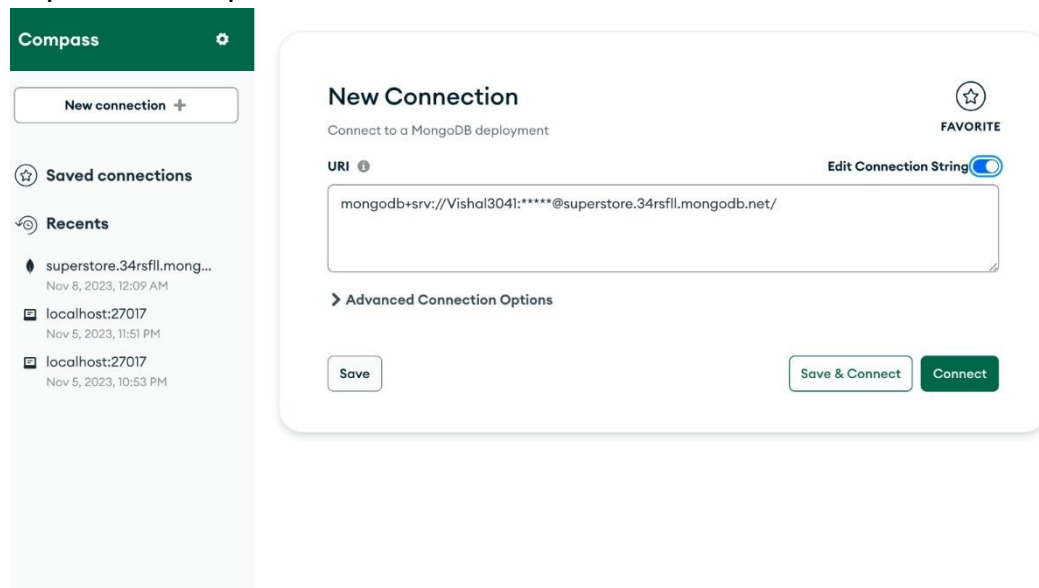 Compass
New connection +
Saved connections
Recents
superstore.34rsfll.mong...
Nov 8, 2023, 12:09 AM
localhost:27017
Nov 5, 2023, 11:51 PM
localhost:27017
Nov 5, 2023, 10:53 PM
New Connection
FAVORITE
Connect to a MongoDB deployment
URI
Edit Connection String
mongodb+srv://Vishal3041:*****@superstore.34rsfll.mongodb.net/
Advanced Connection Options
Save
Save & Connect
Connect